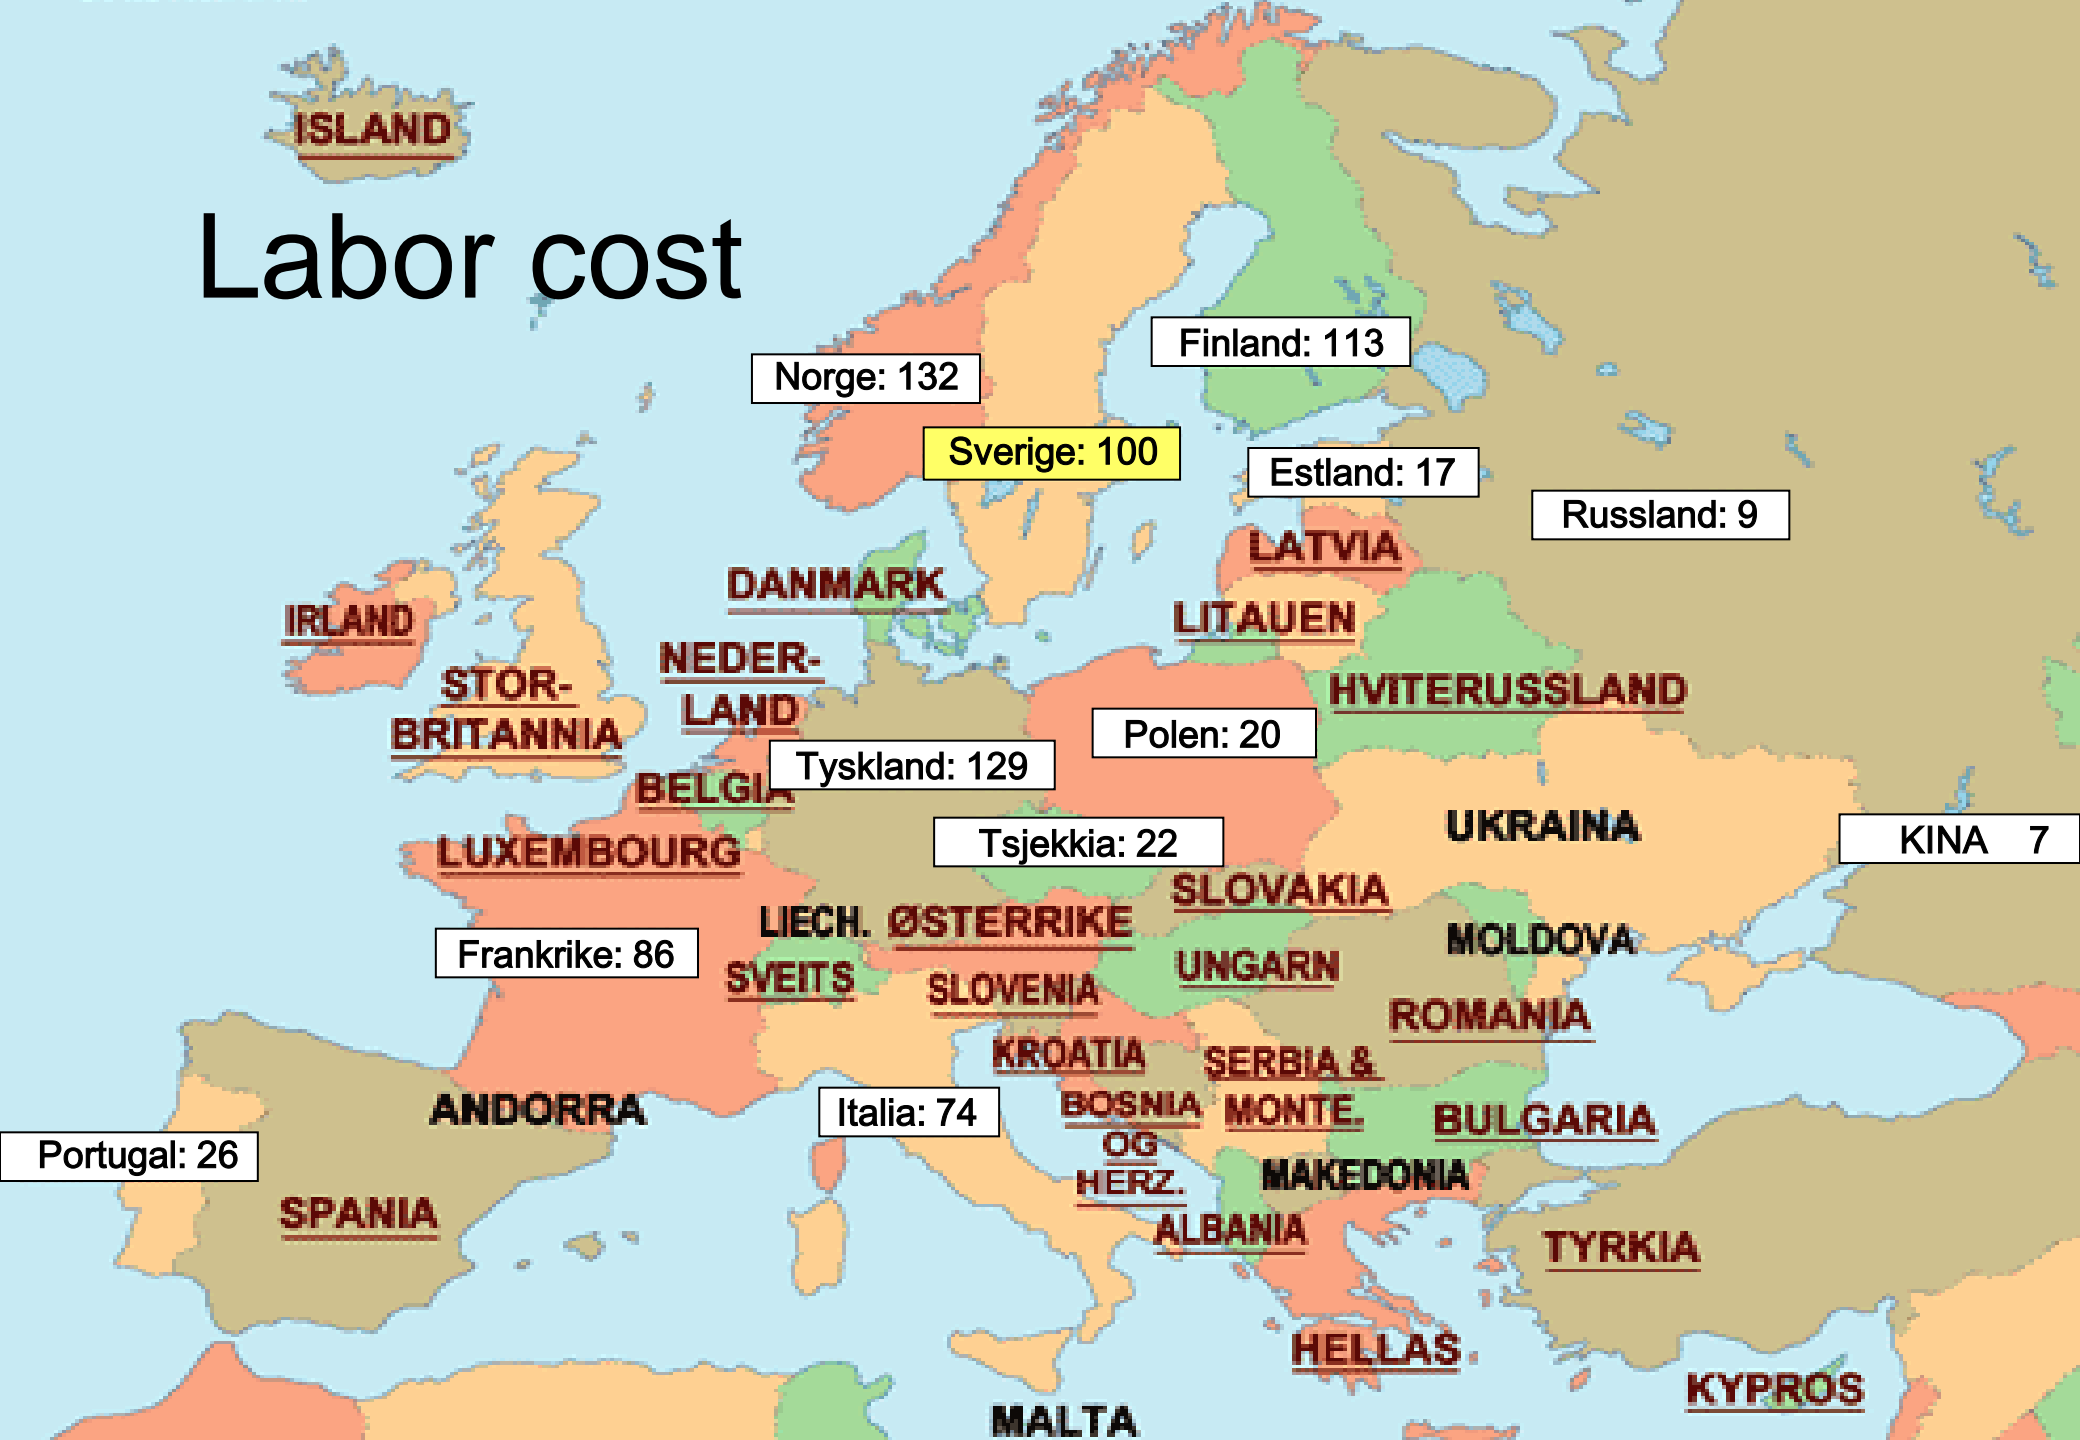 ISLAND
Labor cost
Finland: 113
Norge: 132
Sverige: 100
Estland: 17
Russland: 9
LATVIA
DANMARK
IRLAND
LITAUEN
NEDER-
LAND
STOR-
BRITANNIA
HVITERUSSLAND
Polen: 20
Tyskland: 129
BELGIA
UKRAINA
KINA 7
Tsjekkia: 22
LUXEMBOURG
SLOVAKIA
LIECH.
ØSTERRIKE
MOLDOVA
Frankrike: 86
SVEITS
UNGARN
SLOVENIA
ROMANIA
KROATIA
SERBIA &
MONTE.
ANDORRA
Italia: 74
BOSNIA
OG
HERZ.
BULGARIA
Portugal: 26
MAKEDONIA
SPANIA
ALBANIA
TYRKIA
HELLAS
KYPROS
MALTA